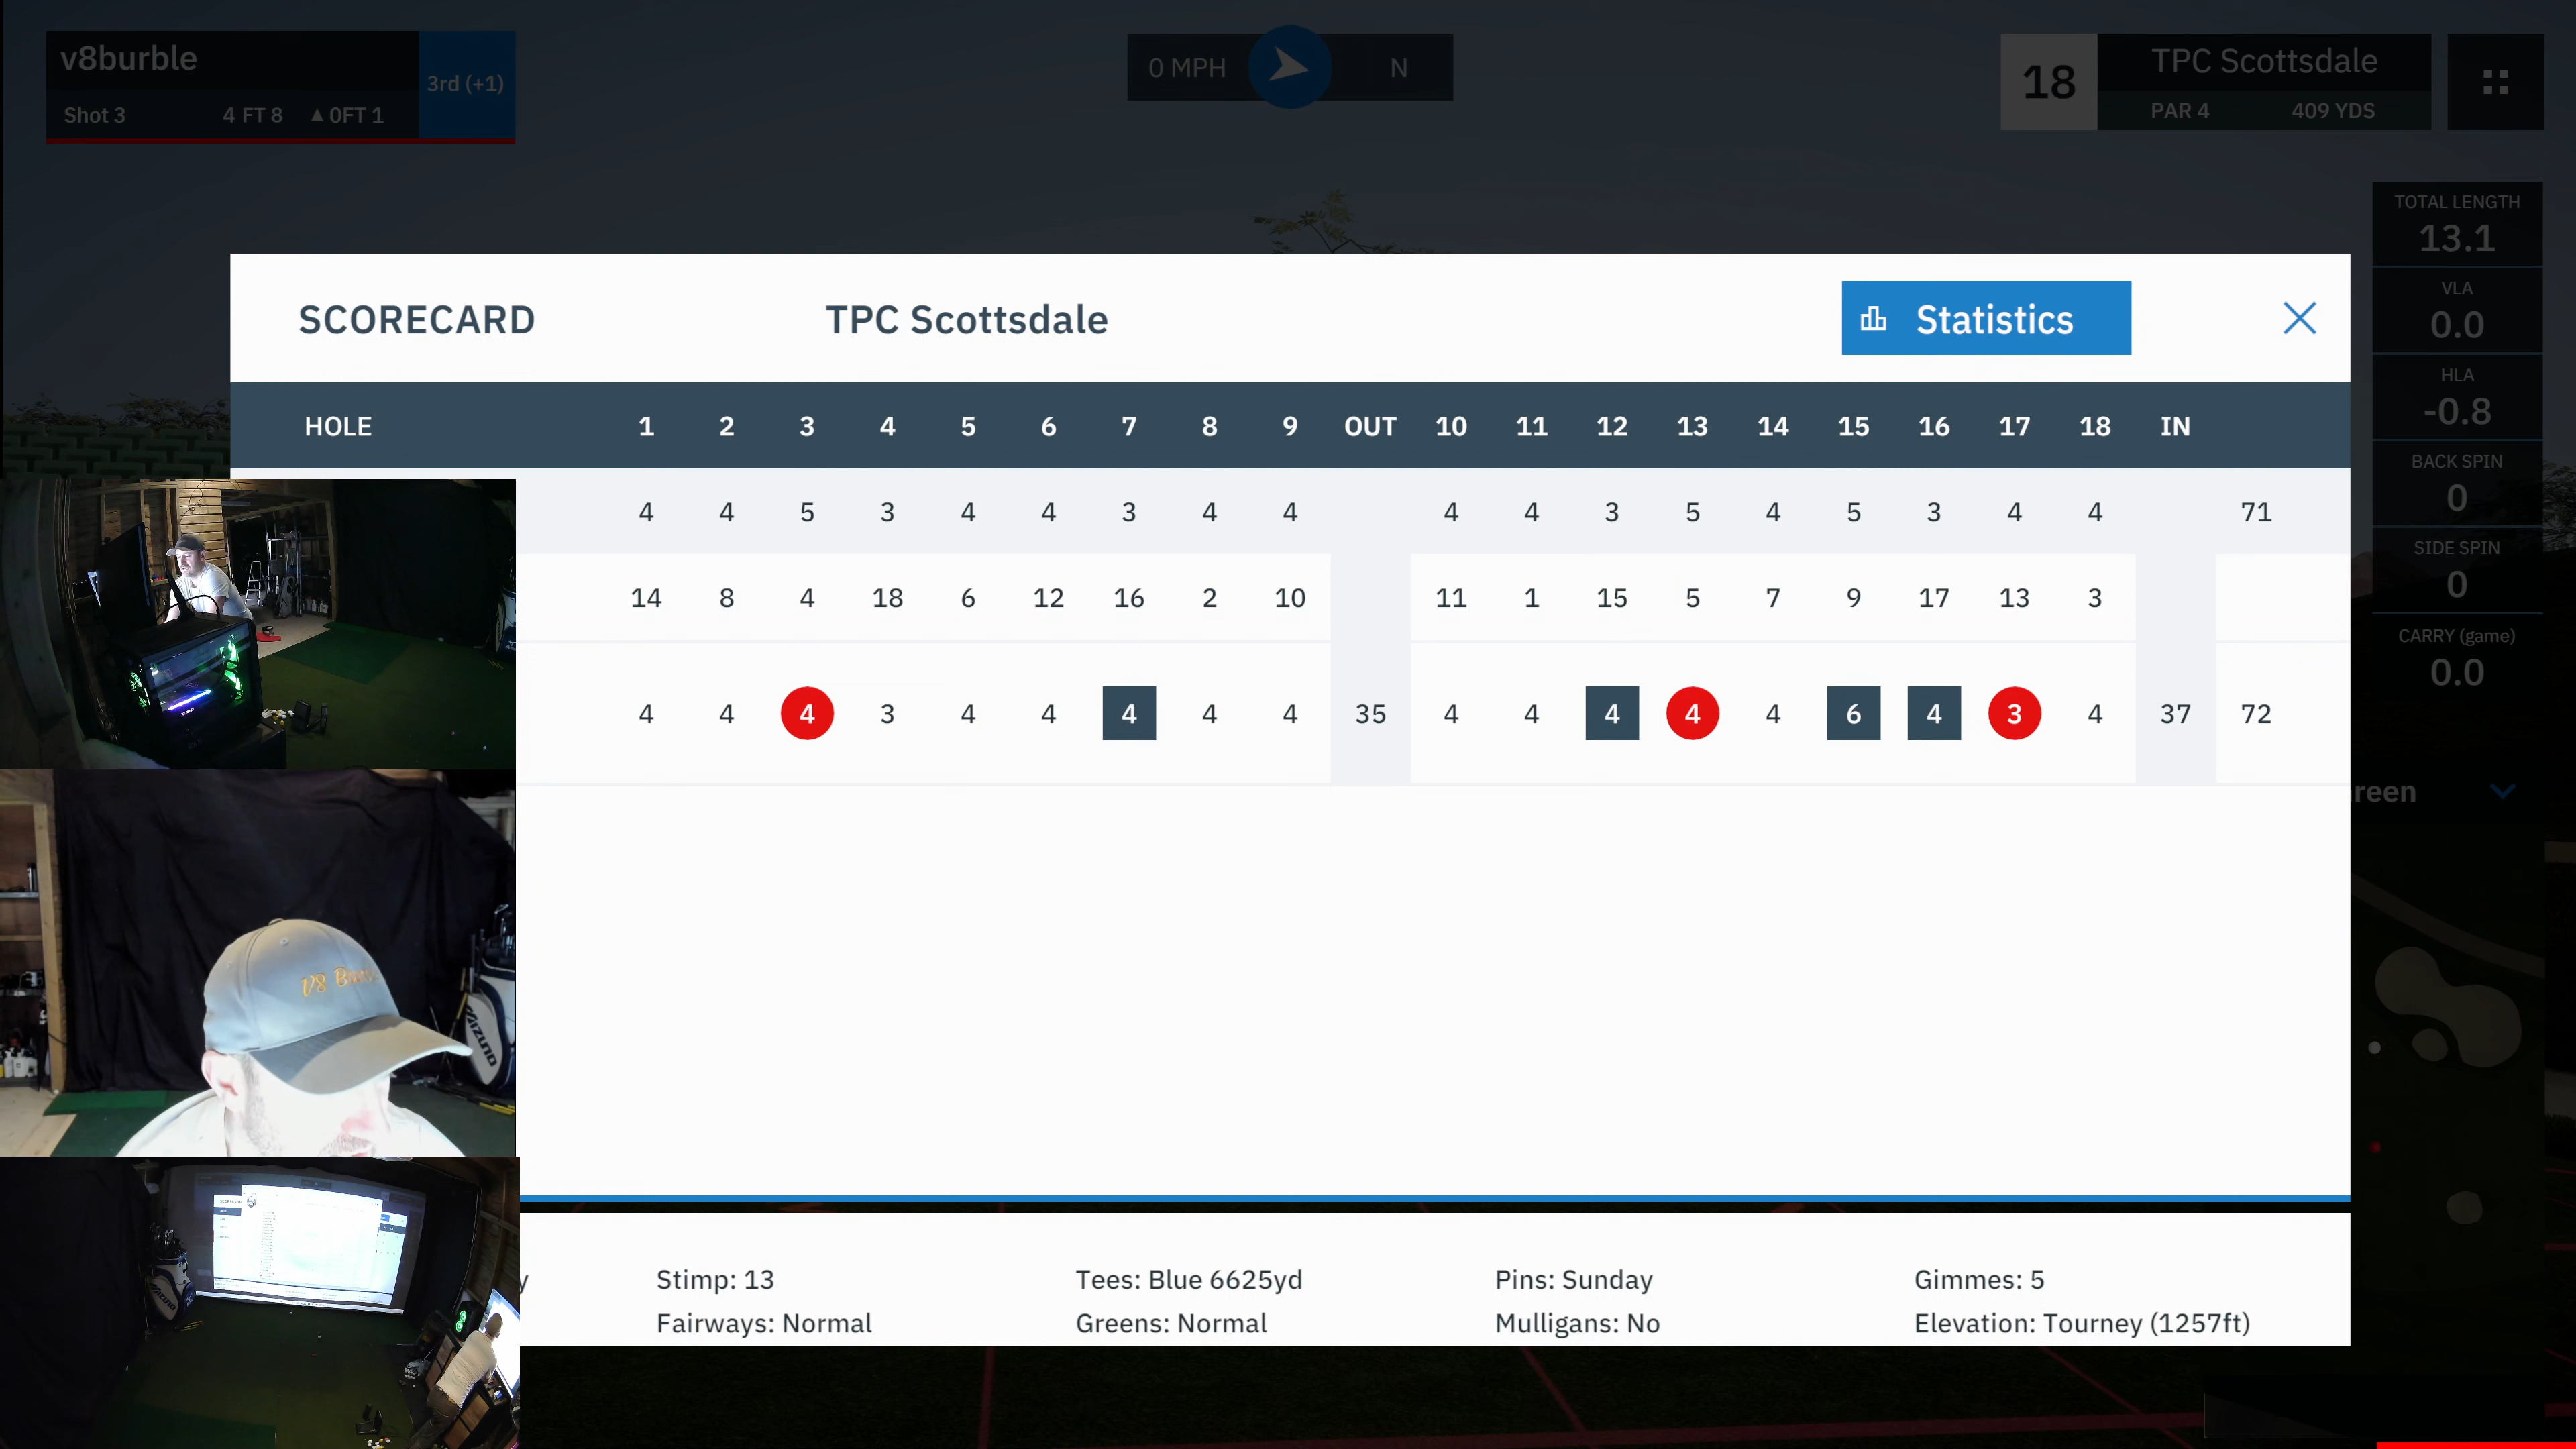 v8burble
3rd (+1)
Shot 3 4 FT 8 ▲ 0FT 1
0 MPH N
18
TPC Scottsdale
PAR 4 409 YDS
TOTAL LENGTH
13.1
VLA
0.0
HLA
-0.8
BACK SPIN
0
SIDE SPIN
0
CARRY (game)
0.0
reen
SCORECARD TPC Scottsdale Statistics
HOLE 1 2 3 4 5 6 7 8 9 OUT 10 11 12 13 14 15 16 17 18 IN
4 4 5 3 4 4 3 4 4 4 4 3 5 4 5 3 4 4 71
14 8 4 18 6 12 16 2 10 11 1 15 5 7 9 17 13 3
4 4 4 3 4 4 4 4 4 35 4 4 4 4 4 6 4 3 4 37 72
V8
MIZUNO
y Stimp: 13 Tees: Blue 6625yd Pins: Sunday Gimmes: 5
Fairways: Normal Greens: Normal Mulligans: No Elevation: Tourney (1257ft)